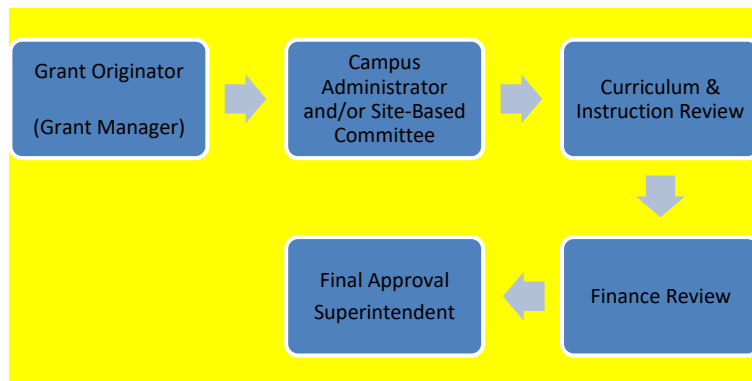 Grant Originator
(Grant Manager)
Campus
Administrator
and/or Site-Based
Committee
Curriculum &
Instruction Review
Finance Review
Final Approval
Superintendent